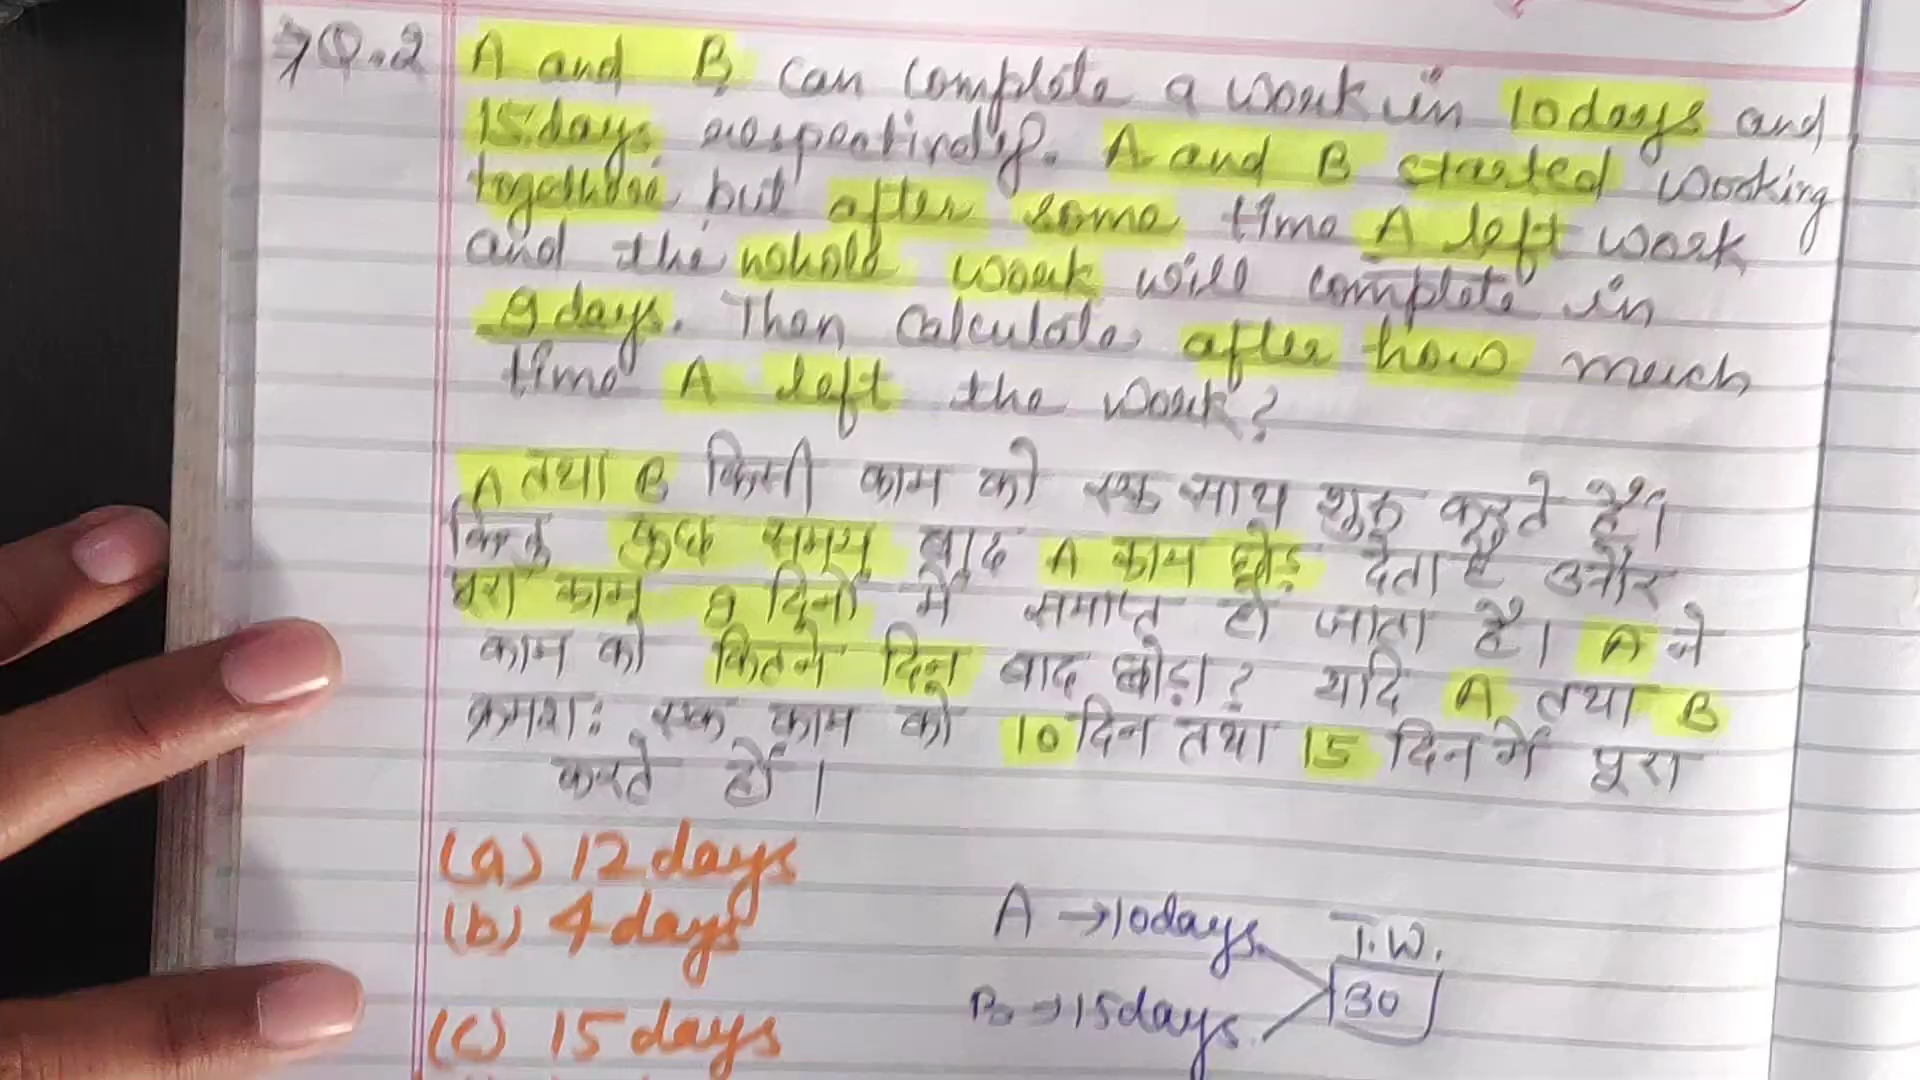 Q.2 A and B can complete a work in 10 days and
15 days respectively. A and B started working
together but after some time A left work
and the whole work will complete in
9 days. Then calculate after how much
time A left the work?
A तथा B किसी काम को एक साथ शुरु करते हैं।
किन्तु कुछ समय बाद A काम छोड़ देता है और
पूरा काम 9 दिनों में समाप्त हो जाता है। A ने
काम को कितने दिन बाद छोड़ा? यदि A तथा B
क्रमशः एक काम को 10 दिन तथा 15 दिन में पूरा
करते हों।
(a) 12 days
(b) 4 days
A → 10 days T.W.
B → 15 days 30
(c) 15 days